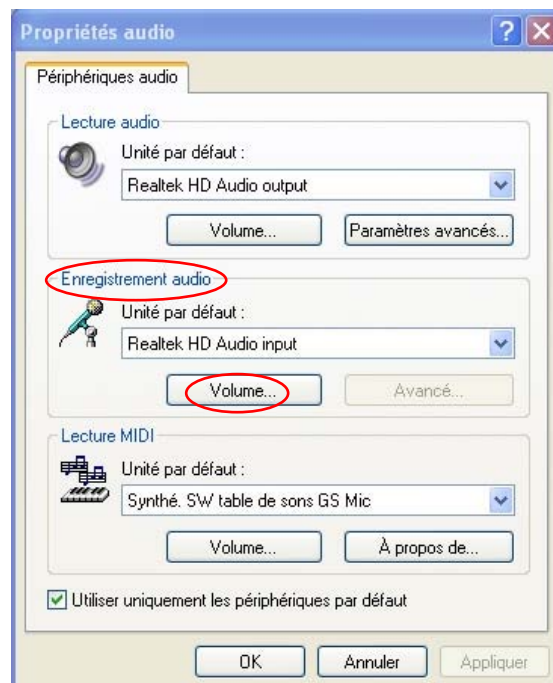 Propriétés audio
Périphériques audio
Lecture audio
Unité par défaut :
Realtek HD Audio output
Volume... Paramètres avancés...
Enregistrement audio
Unité par défaut :
Realtek HD Audio input
Volume... Avancé...
Lecture MIDI
Unité par défaut :
Synthé. SW table de sons GS Mic
Volume... À propos de...
Utiliser uniquement les périphériques par défaut
OK Annuler Appliquer